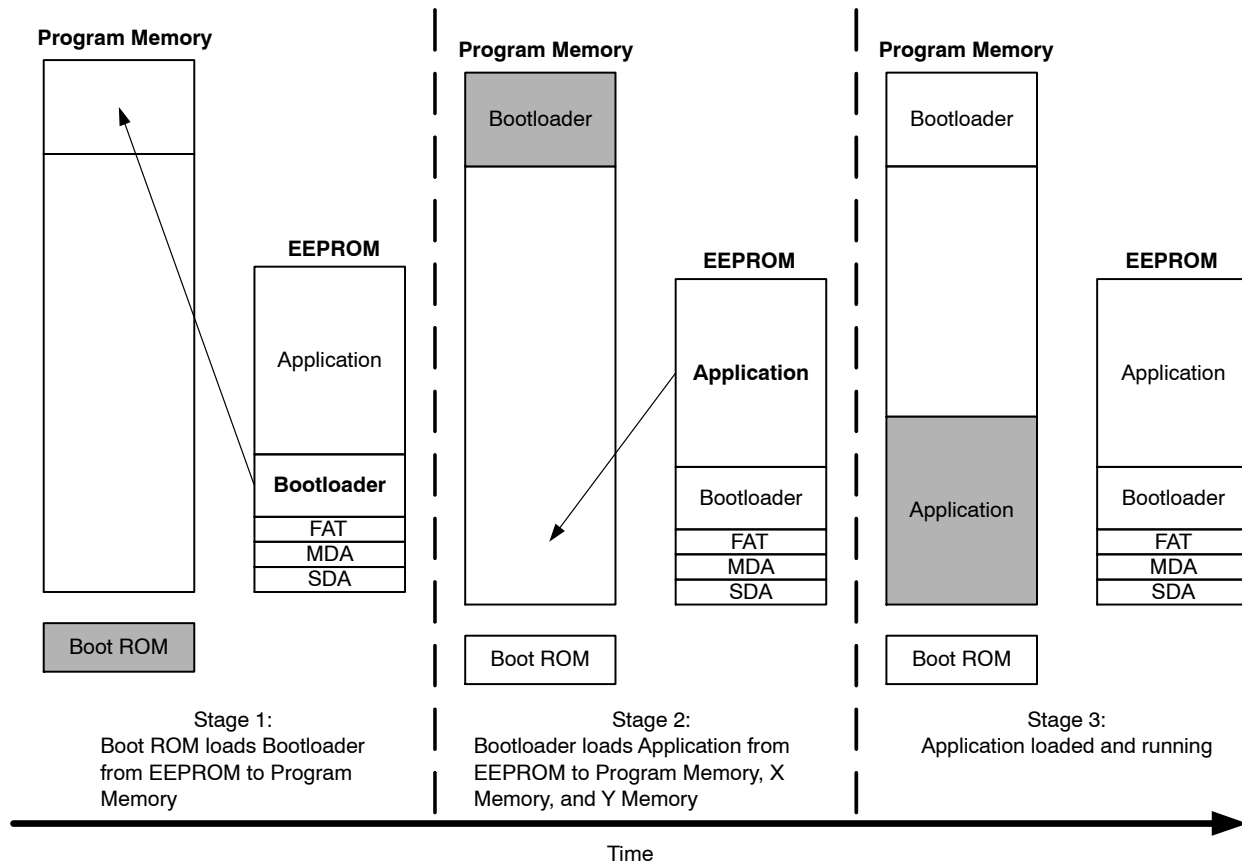 Program Memory
EEPROM
Application
Bootloader
FAT
MDA
SDA
Boot ROM
Stage 1:
Boot ROM loads Bootloader
from EEPROM to Program
Memory
Program Memory
Bootloader
EEPROM
Application
Bootloader
FAT
MDA
SDA
Boot ROM
Stage 2:
Bootloader loads Application from
EEPROM to Program Memory, X
Memory, and Y Memory
Program Memory
Bootloader
EEPROM
Application
Application
Bootloader
FAT
MDA
SDA
Boot ROM
Stage 3:
Application loaded and running
Time